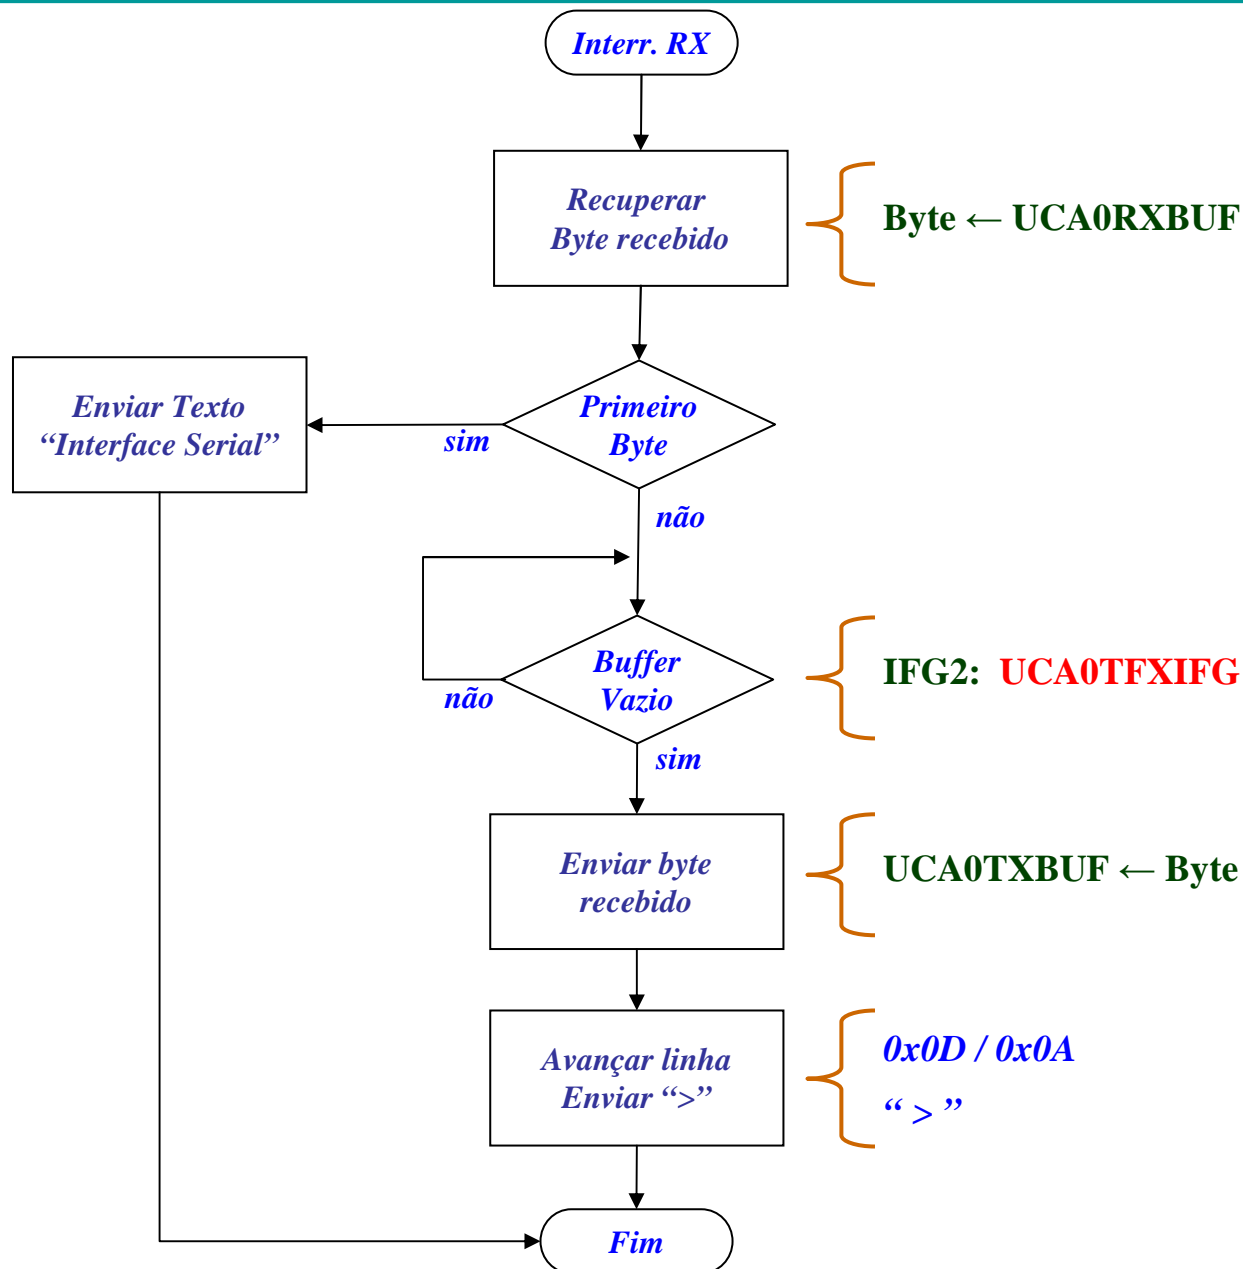 Interr. RX
Recuperar
Byte recebido
Byte ← UCA0RXBUF
Enviar Texto
“Interface Serial”
sim
Primeiro
Byte
não
Buffer
Vazio
não
sim
IFG2: UCA0TFXIFG
Enviar byte
recebido
UCA0TXBUF ← Byte
Avançar linha
Enviar “>”
0x0D / 0x0A
“ > ”
Fim